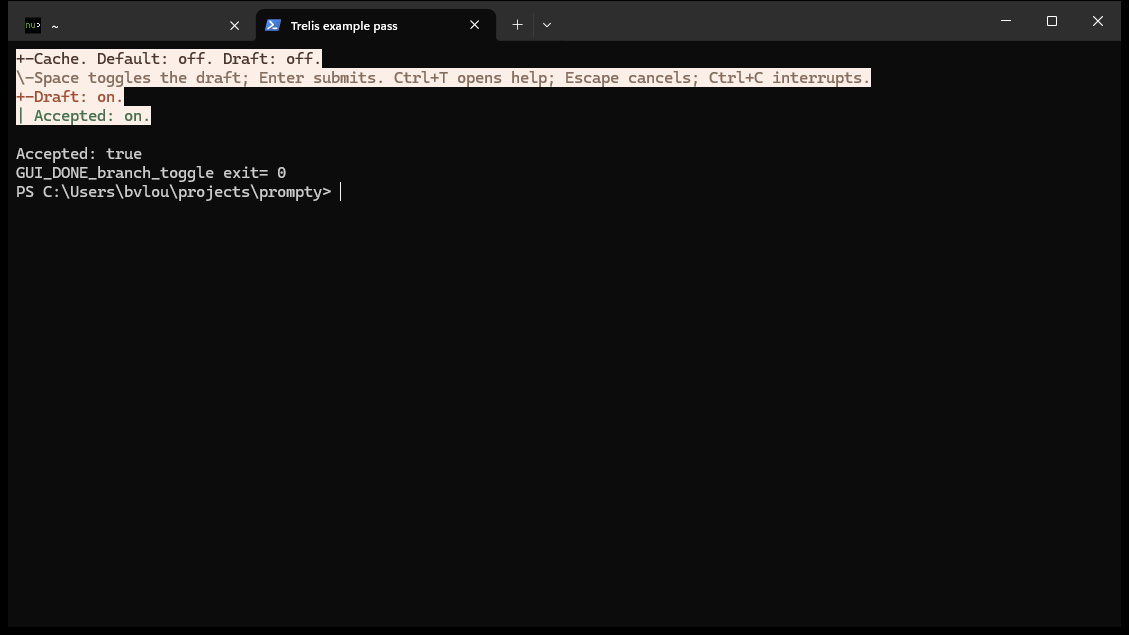 nu> ~
Trelis example pass
+-Cache. Default: off. Draft: off.
\-Space toggles the draft; Enter submits. Ctrl+T opens help; Escape cancels; Ctrl+C interrupts.
+-Draft: on.
| Accepted: on.
Accepted: true
GUI_DONE_branch_toggle exit= 0
PS C:\Users\bvlou\projects\prompty>